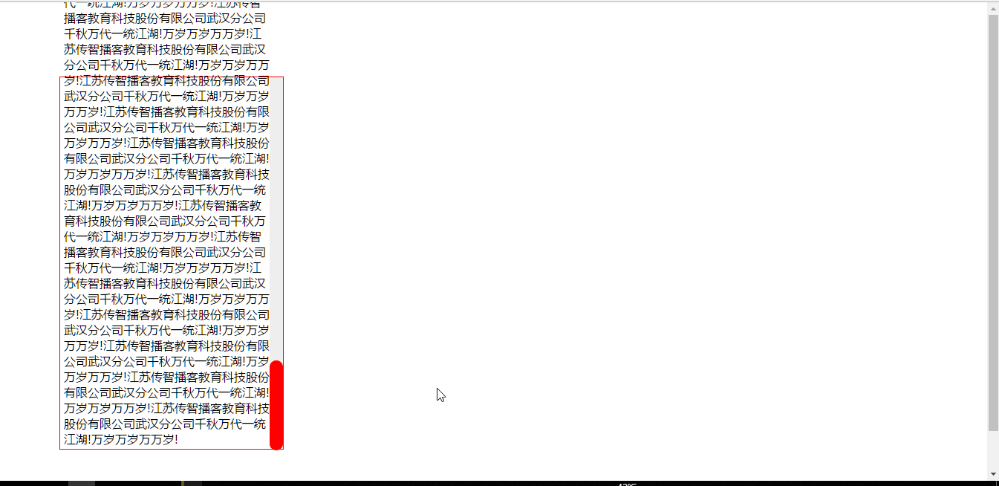 代一统江湖!万岁万岁万万岁!江苏传智
播客教育科技股份有限公司武汉分公司
千秋万代一统江湖!万岁万岁万万岁!江
苏传智播客教育科技股份有限公司武汉
分公司千秋万代一统江湖!万岁万岁万万
岁!江苏传智播客教育科技股份有限公司
武汉分公司千秋万代一统江湖!万岁万岁
万万岁!江苏传智播客教育科技股份有限
公司武汉分公司千秋万代一统江湖!万岁
万岁万万岁!江苏传智播客教育科技股份
有限公司武汉分公司千秋万代一统江湖!
万岁万岁万万岁!江苏传智播客教育科技
股份有限公司武汉分公司千秋万代一统
江湖!万岁万岁万万岁!江苏传智播客教
育科技股份有限公司武汉分公司千秋万
代一统江湖!万岁万岁万万岁!江苏传智
播客教育科技股份有限公司武汉分公司
千秋万代一统江湖!万岁万岁万万岁!江
苏传智播客教育科技股份有限公司武汉
分公司千秋万代一统江湖!万岁万岁万万
岁!江苏传智播客教育科技股份有限公司
武汉分公司千秋万代一统江湖!万岁万岁
万万岁!江苏传智播客教育科技股份有限
公司武汉分公司千秋万代一统江湖!万岁
万岁万万岁!江苏传智播客教育科技股份
有限公司武汉分公司千秋万代一统江湖!
万岁万岁万万岁!江苏传智播客教育科技
股份有限公司武汉分公司千秋万代一统
江湖!万岁万岁万万岁!